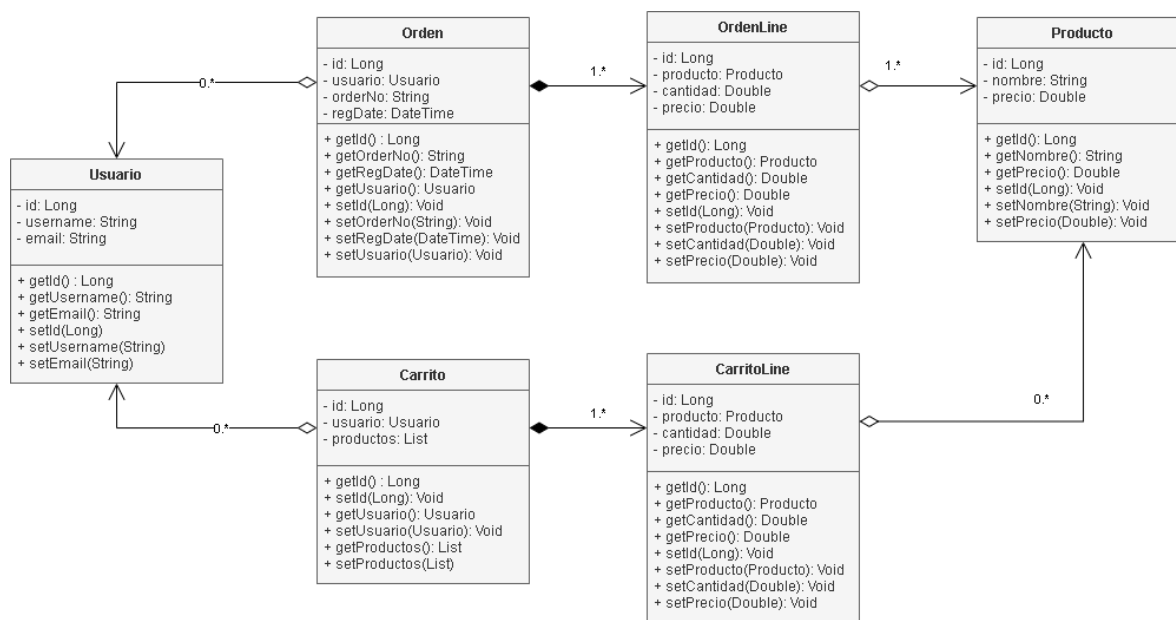 Orden
- id: Long
- usuario: Usuario
- orderNo: String
- regDate: DateTime
+ getId() : Long
+ getOrderNo(): String
+ getRegDate(): DateTime
+ getUsuario(): Usuario
+ setId(Long): Void
+ setOrderNo(String): Void
+ setRegDate(DateTime): Void
+ setUsuario(Usuario): Void
1.*
OrdenLine
- id: Long
- producto: Producto
- cantidad: Double
- precio: Double
+ getId(): Long
+ getProducto(): Producto
+ getCantidad(): Double
+ getPrecio(): Double
+ setId(Long): Void
+ setProducto(Producto): Void
+ setCantidad(Double): Void
+ setPrecio(Double): Void
1.*
Producto
- id: Long
- nombre: String
- precio: Double
+ getId(): Long
+ getNombre(): String
+ getPrecio(): Double
+ setId(Long): Void
+ setNombre(String): Void
+ setPrecio(Double): Void
0.*
Usuario
- id: Long
- username: String
- email: String
+ getId() : Long
+ getUsername(): String
+ getEmail(): String
+ setId(Long)
+ setUsername(String)
+ setEmail(String)
0.*
Carrito
- id: Long
- usuario: Usuario
- productos: List
+ getId() : Long
+ setId(Long): Void
+ getUsuario(): Usuario
+ setUsuario(Usuario): Void
+ getProductos(): List
+ setProductos(List)
1.*
CarritoLine
- id: Long
- producto: Producto
- cantidad: Double
- precio: Double
+ getId(): Long
+ getProducto(): Producto
+ getCantidad(): Double
+ getPrecio(): Double
+ setId(Long): Void
+ setProducto(Producto): Void
+ setCantidad(Double): Void
+ setPrecio(Double): Void
0.*